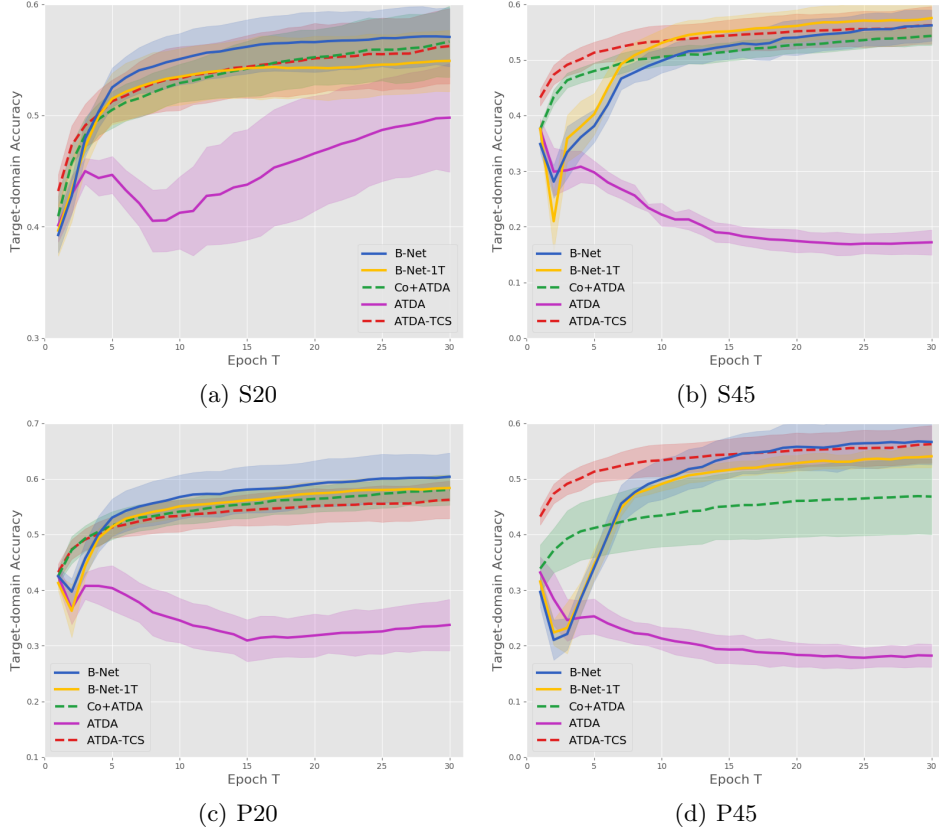 0.6
0.5
0.4
0.3
Target-domain Accuracy
B-Net
B-Net-1T
Co+ATDA
ATDA
ATDA-TCS
0 5 10 15 20 25 30
Epoch T
(a) S20
0.6
0.5
0.4
0.3
0.2
0.1
0.0
Target-domain Accuracy
B-Net
B-Net-1T
Co+ATDA
ATDA
ATDA-TCS
0 5 10 15 20 25 30
Epoch T
(b) S45
0.7
0.6
0.5
0.4
0.3
0.2
0.1
Target-domain Accuracy
B-Net
B-Net-1T
Co+ATDA
ATDA
ATDA-TCS
0 5 10 15 20 25 30
Epoch T
(c) P20
0.6
0.5
0.4
0.3
0.2
0.1
0.0
Target-domain Accuracy
B-Net
B-Net-1T
Co+ATDA
ATDA
ATDA-TCS
0 5 10 15 20 25 30
Epoch T
(d) P45